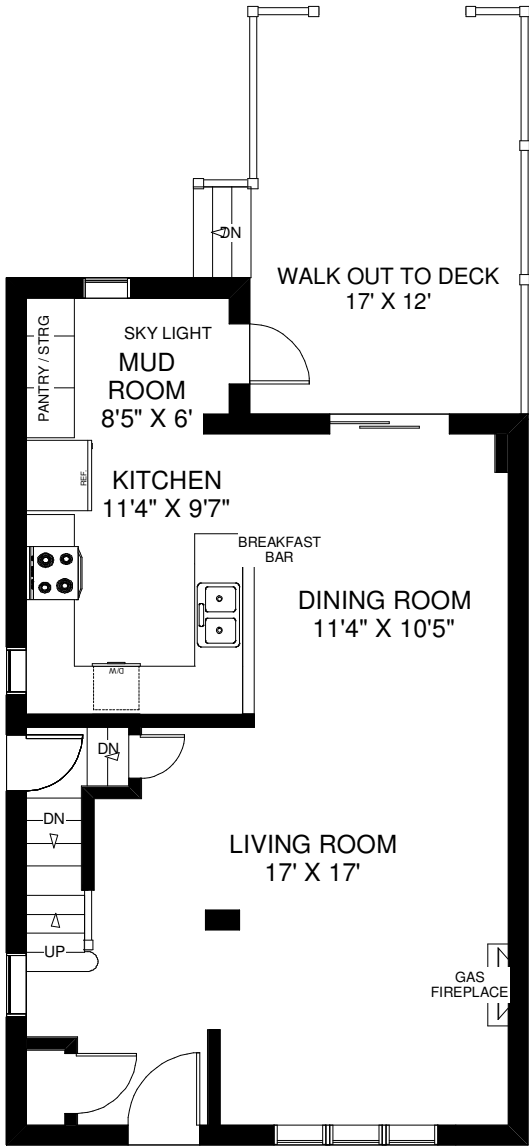 DN
WALK OUT TO DECK
17' X 12'
SKY LIGHT
PANTRY / STRG
MUD
ROOM
8'5" X 6'
REF.
KITCHEN
11'4" X 9'7"
BREAKFAST
BAR
DINING ROOM
11'4" X 10'5"
D/W
DN
DN
LIVING ROOM
17' X 17'
UP
GAS
FIREPLACE